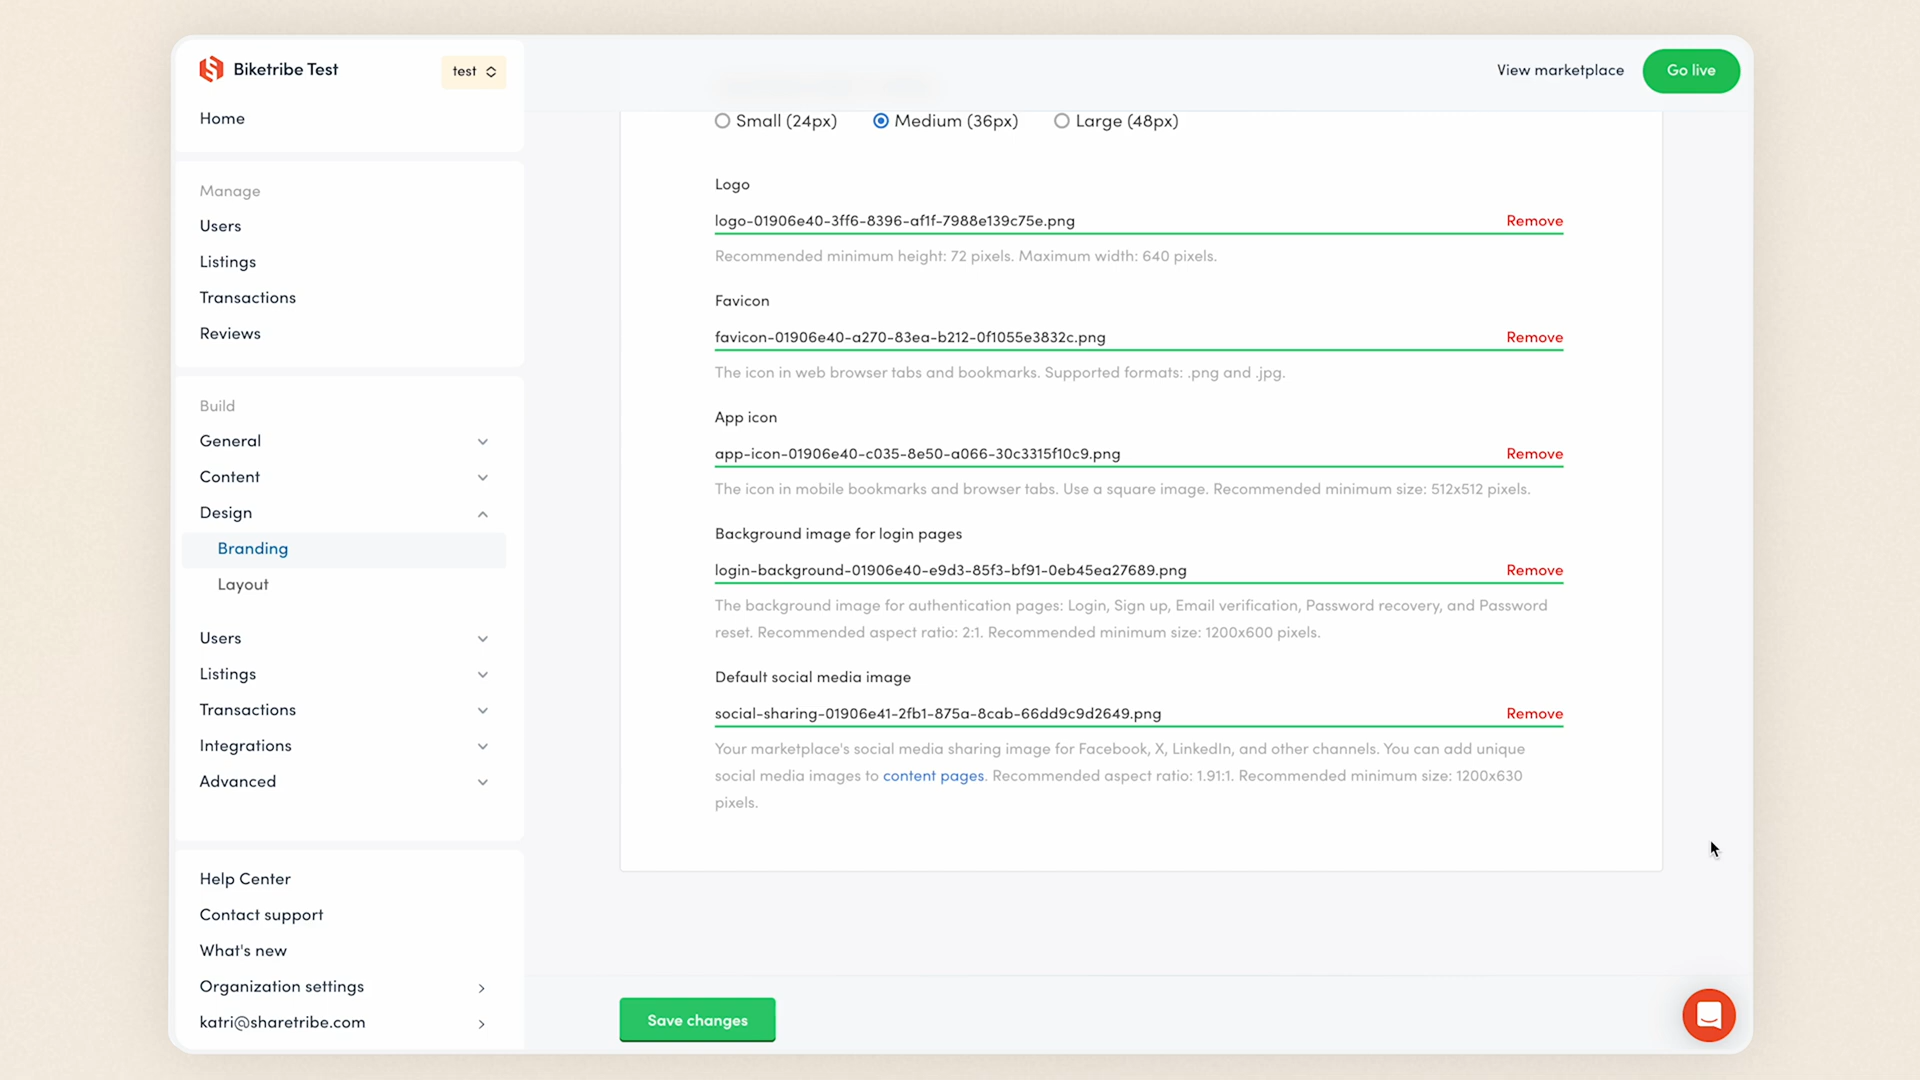 Biketribe Test
test
View marketplace
Go live
Home
Manage
Users
Listings
Transactions
Reviews
Build
General
Content
Design
Branding
Layout
Users
Listings
Transactions
Integrations
Advanced
Help Center
Contact support
What's new
Organization settings
katri@sharetribe.com
Small (24px)
Medium (36px)
Large (48px)
Logo
logo-01906e40-3ff6-8396-af1f-7988e139c75e.png
Remove
Recommended minimum height: 72 pixels. Maximum width: 640 pixels.
Favicon
favicon-01906e40-a270-83ea-b212-0f1055e3832c.png
Remove
The icon in web browser tabs and bookmarks. Supported formats: .png and .jpg.
App icon
app-icon-01906e40-c035-8e50-a066-30c3315f10c9.png
Remove
The icon in mobile bookmarks and browser tabs. Use a square image. Recommended minimum size: 512x512 pixels.
Background image for login pages
login-background-01906e40-e9d3-85f3-bf91-0eb45ea27689.png
Remove
The background image for authentication pages: Login, Sign up, Email verification, Password recovery, and Password
reset. Recommended aspect ratio: 2:1. Recommended minimum size: 1200x600 pixels.
Default social media image
social-sharing-01906e41-2fb1-875a-8cab-66dd9c9d2649.png
Remove
Your marketplace's social media sharing image for Facebook, X, LinkedIn, and other channels. You can add unique
social media images to content pages. Recommended aspect ratio: 1.91:1. Recommended minimum size: 1200x630
pixels.
Save changes